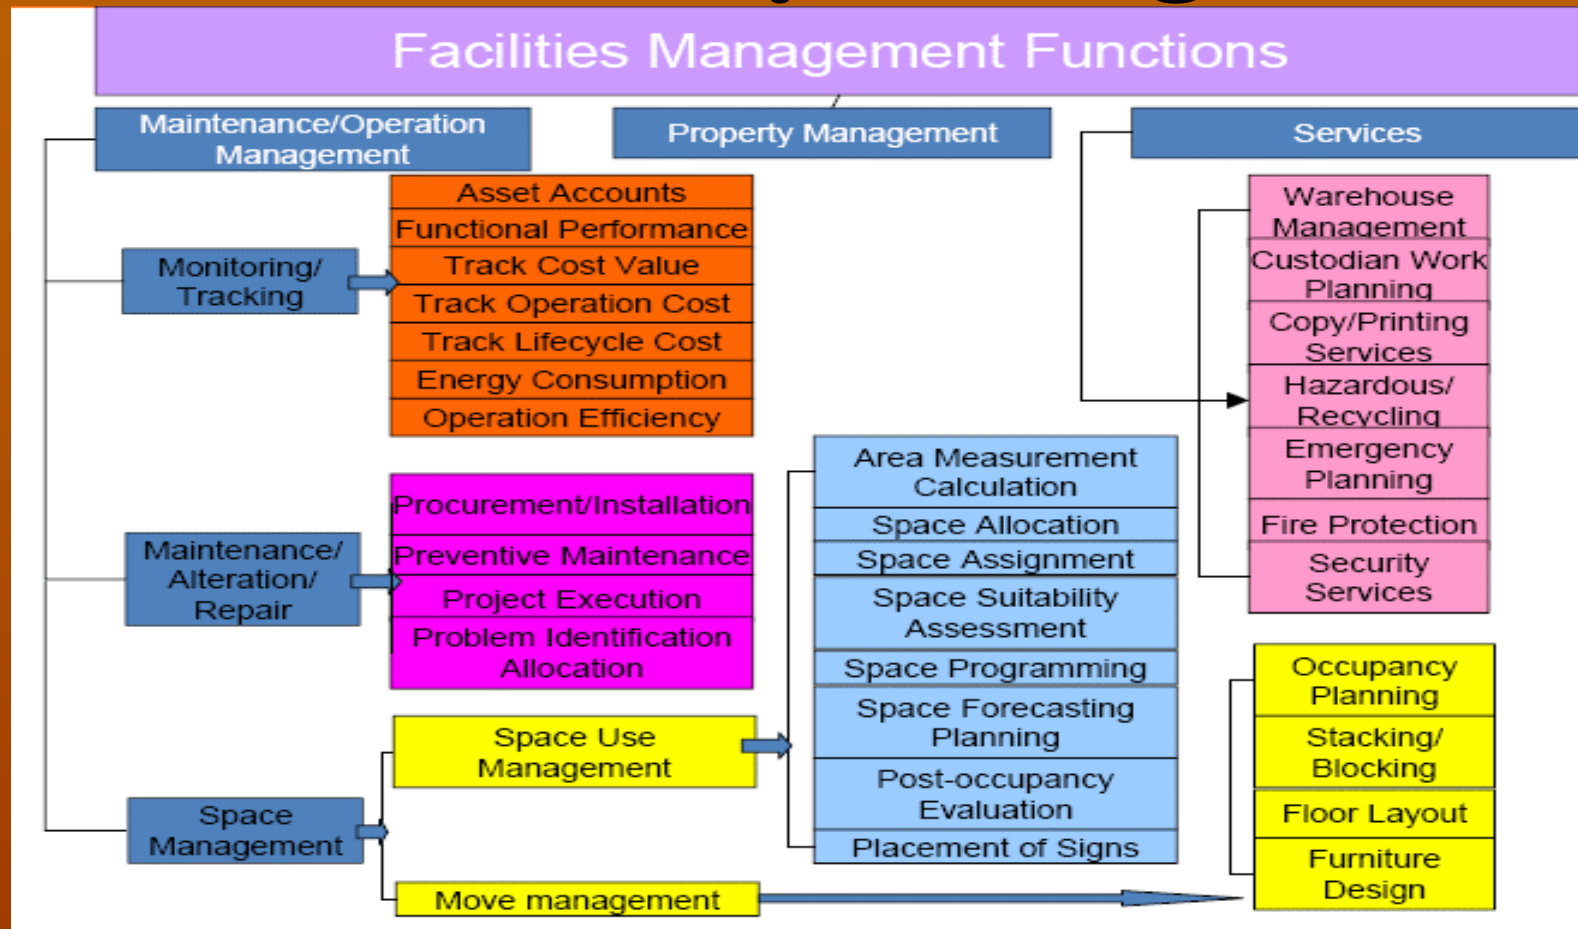 Facilities Management Functions
Maintenance/Operation
Management
Property Management
Services
Monitoring/
Tracking
Asset Accounts
Functional Performance
Track Cost Value
Track Operation Cost
Track Lifecycle Cost
Energy Consumption
Operation Efficiency
Maintenance/
Alteration/
Repair
Procurement/Installation
Preventive Maintenance
Project Execution
Problem Identification
Allocation
Space
Management
Space Use
Management
Move management
Area Measurement
Calculation
Space Allocation
Space Assignment
Space Suitability
Assessment
Space Programming
Space Forecasting
Planning
Post-occupancy
Evaluation
Placement of Signs
Warehouse
Management
Custodian Work
Planning
Copy/Printing
Services
Hazardous/
Recycling
Emergency
Planning
Fire Protection
Security
Services
Occupancy
Planning
Stacking/
Blocking
Floor Layout
Furniture
Design